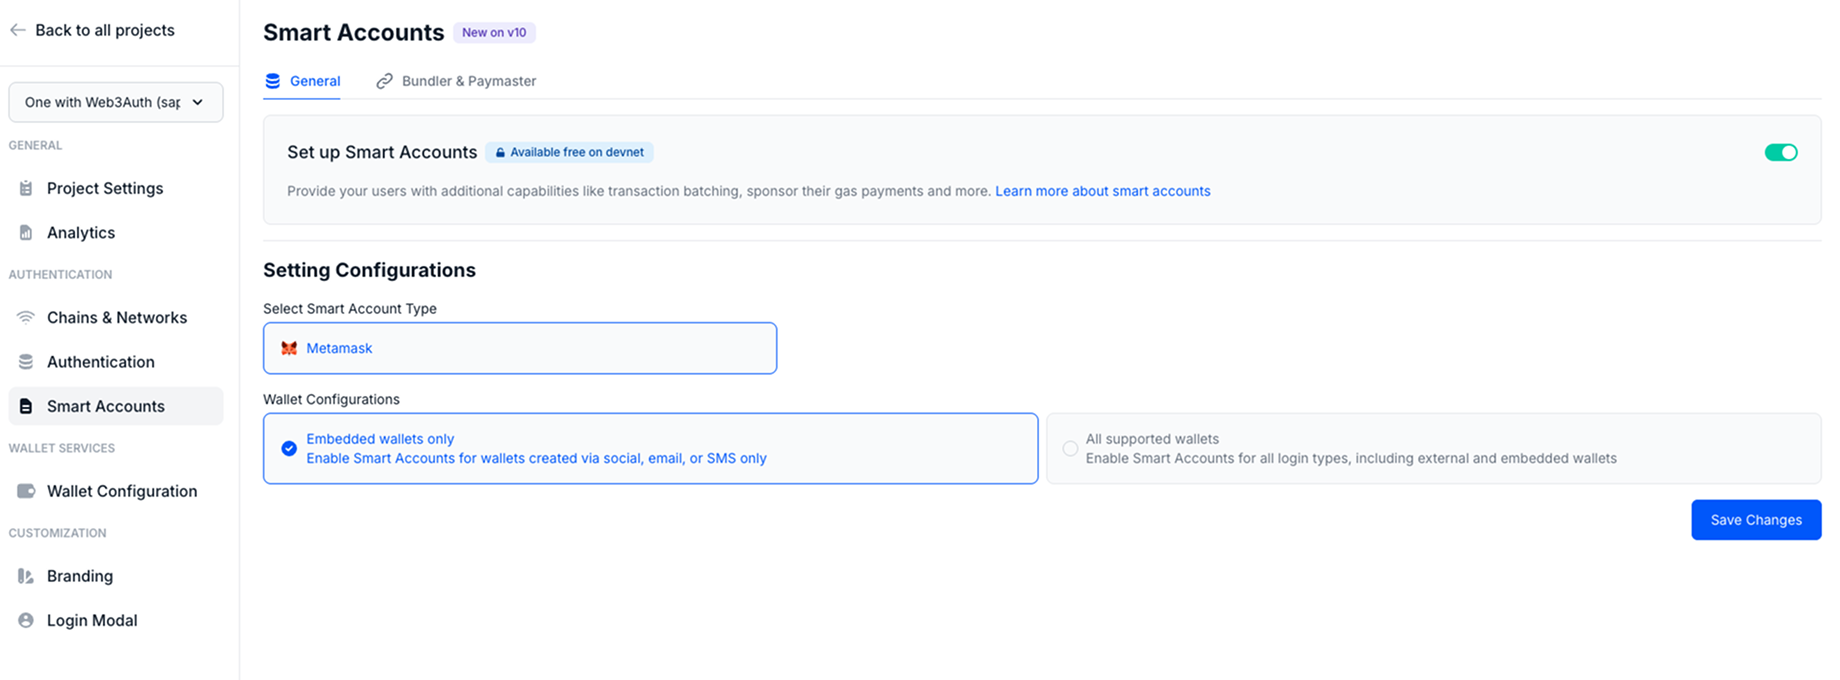 Back to all projects
One with Web3Auth (sap
GENERAL
Project Settings
Analytics
AUTHENTICATION
Chains & Networks
Authentication
Smart Accounts
WALLET SERVICES
Wallet Configuration
CUSTOMIZATION
Branding
Login Modal
Smart Accounts New on v10
General Bundler & Paymaster
Set up Smart Accounts Available free on devnet
Provide your users with additional capabilities like transaction batching, sponsor their gas payments and more. Learn more about smart accounts
Setting Configurations
Select Smart Account Type
Metamask
Wallet Configurations
Embedded wallets only
Enable Smart Accounts for wallets created via social, email, or SMS only
All supported wallets
Enable Smart Accounts for all login types, including external and embedded wallets
Save Changes